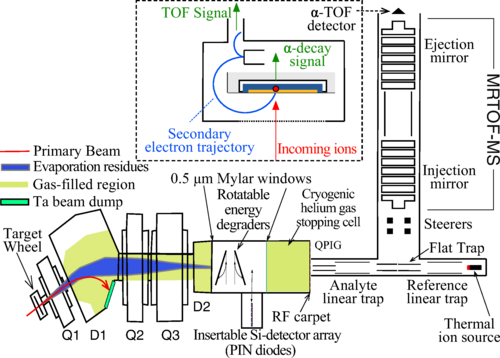 TOF Signal
α-decay
signal
Secondary
electron trajectory
Incoming ions
α-TOF
detector
Ejection
mirror
MRTOF-MS
Injection
mirror
Steerers
Flat Trap
Primary Beam
Evaporation residues
Gas-filled region
Ta beam dump
0.5 μm Mylar windows
Rotatable
energy
degraders
Cryogenic
helium gas
stopping cell
QPIG
Target
Wheel
Q1
D1
Q2
Q3
D2
Insertable Si-detector array
(PIN diodes)
RF carpet
Analyte
linear trap
Reference
linear trap
Thermal
ion source